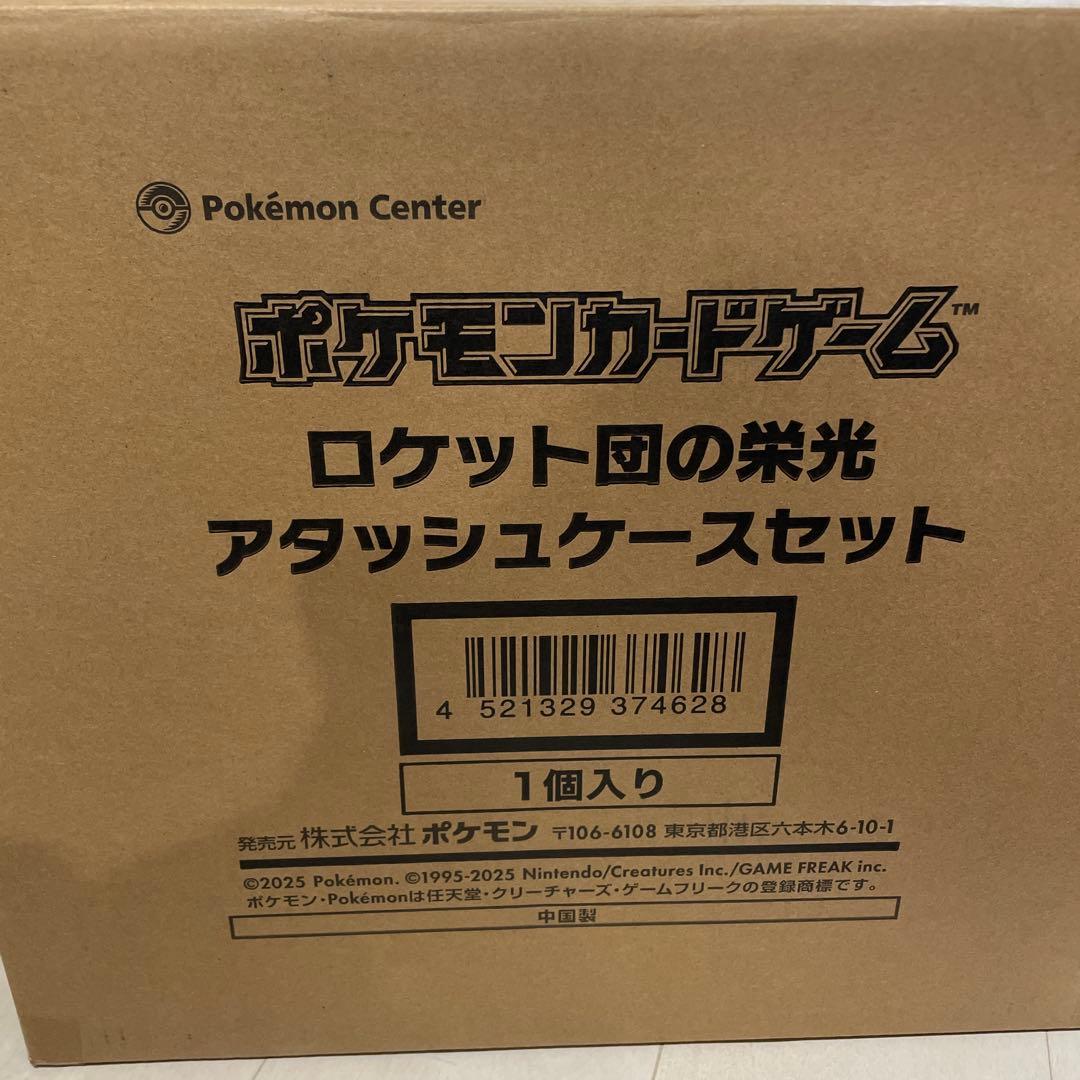 Pokémon Center
ポケモンカードゲーム™
ロケット団の栄光
アタッシュケースセット
4 521329 374628
1個入り
発売元 株式会社 ポケモン 〒106-6108 東京都港区六本木6-10-1
©2025 Pokémon. ©1995-2025 Nintendo/Creatures Inc./GAME FREAK inc.
ポケモン・Pokémonは任天堂・クリーチャーズ・ゲームフリークの登録商標です。
中国製